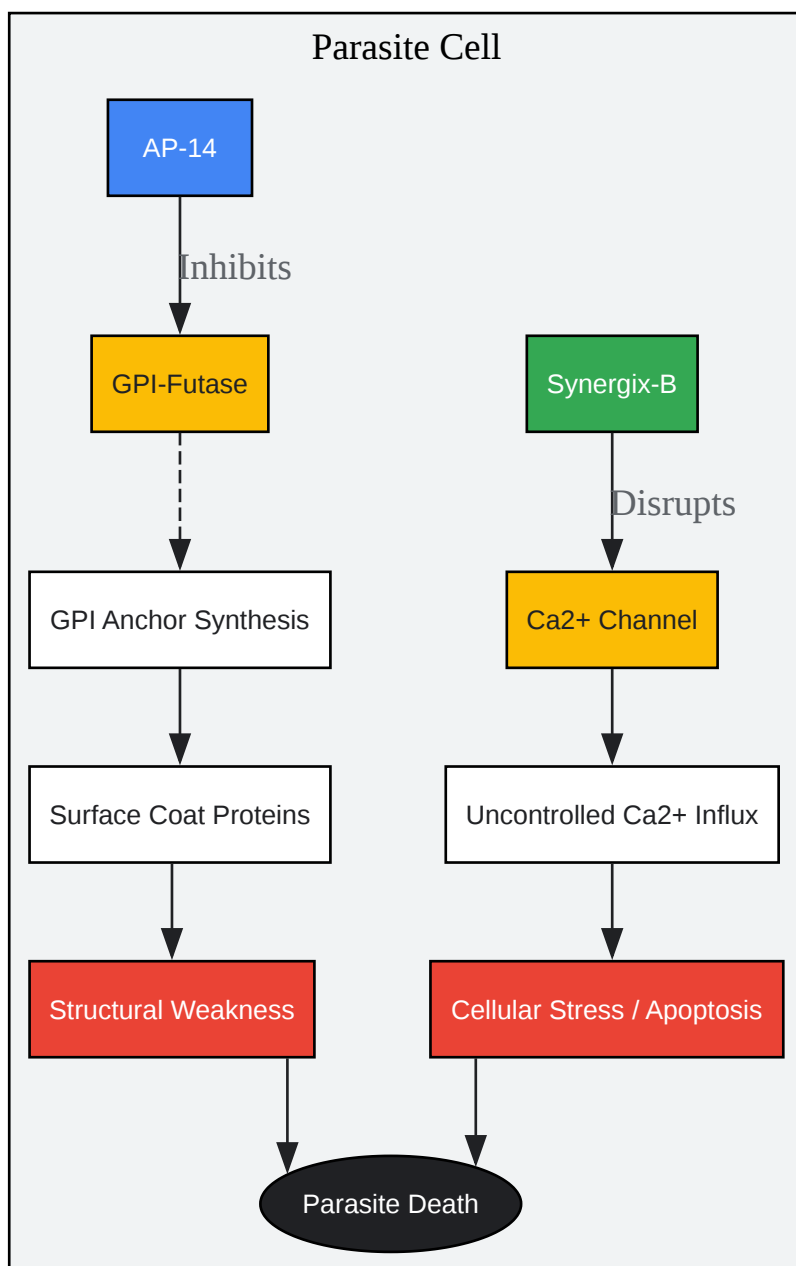 Parasite Cell
AP-14
Inhibits
GPI-Futase
Synergix-B
Disrupts
GPI Anchor Synthesis
Ca2+ Channel
Surface Coat Proteins
Uncontrolled Ca2+ Influx
Structural Weakness
Cellular Stress / Apoptosis
Parasite Death